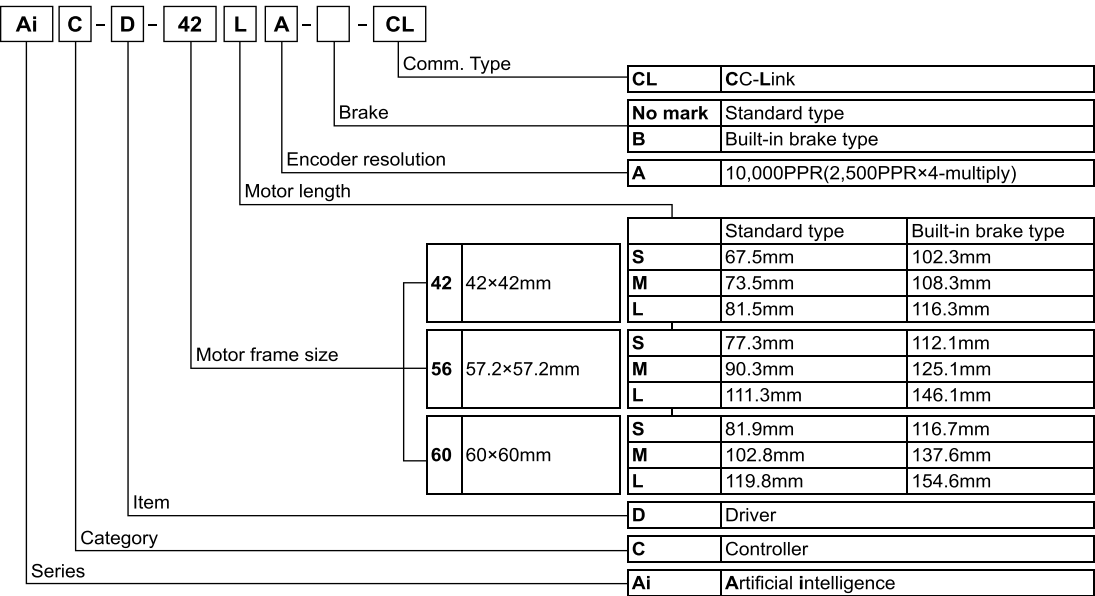 Ai C - D - 42 L A - - CL
Comm. Type
CL CC-Link
Brake
No mark Standard type
B Built-in brake type
Encoder resolution
A 10,000PPR(2,500PPR×4-multiply)
Motor length
Standard type Built-in brake type
42 42×42mm
S 67.5mm 102.3mm
M 73.5mm 108.3mm
L 81.5mm 116.3mm
Motor frame size
56 57.2×57.2mm
S 77.3mm 112.1mm
M 90.3mm 125.1mm
L 111.3mm 146.1mm
60 60×60mm
S 81.9mm 116.7mm
M 102.8mm 137.6mm
L 119.8mm 154.6mm
Item
D Driver
Category
C Controller
Series
Ai Artificial intelligence